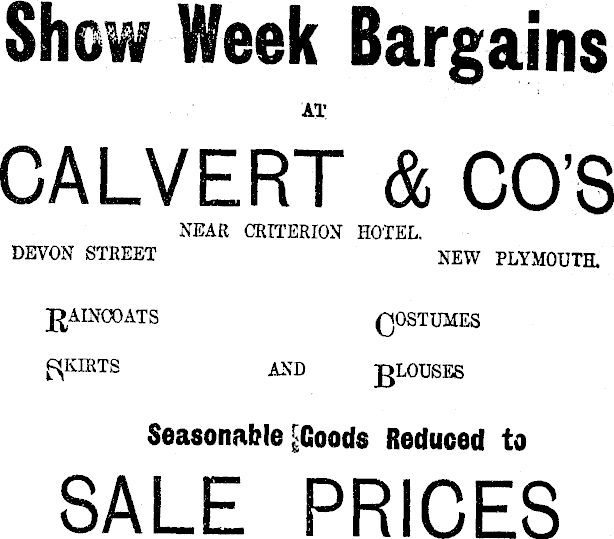 Show Week Bargains
AT
CALVERT & CO'S
NEAR CRITERION HOTEL.
DEVON STREET NEW PLYMOUTH.
RAINCOATS COSTUMES
SKIRTS AND BLOUSES
Seasonable Goods Reduced to
SALE PRICES